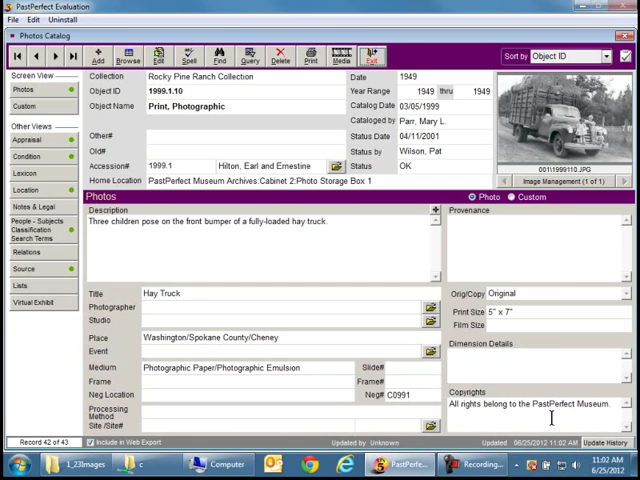 PastPerfect Evaluation
File Edit Uninstall
Photos Catalog
Add Browse Edit Spell Find Query Delete Print Media Exit
Sort by Object ID
Screen View
Photos
Custom
Other Views
Appraisal
Condition
Lexicon
Location
Notes & Legal
People - Subjects
Classification
Search Terms
Relations
Source
Lists
Virtual Exhibit
Collection Rocky Pine Ranch Collection
Object ID 1999.1.10
Object Name Print, Photographic
Other#
Old#
Accession# 1999.1 Hilton, Earl and Ernestine
Home Location PastPerfect Museum Archives:Cabinet 2:Photo Storage Box 1
Date 1949
Year Range 1949 thru 1949
Catalog Date 03/05/1999
Cataloged by Parr, Mary L.
Status Date 04/11/2001
Status by Wilson, Pat
Status OK
001\1999110.JPG
Image Management (1 of 1)
Photos
Photo Custom
Description
Three children pose on the front bumper of a fully-loaded hay truck.
Title Hay Truck
Photographer
Studio
Place Washington/Spokane County/Cheney
Event
Medium Photographic Paper/Photographic Emulsion Slide#
Frame Frame#
Neg Location Neg# C0991
Processing
Method
Site /Site#
Provenance
Orig/Copy Original
Print Size 5" x 7"
Film Size
Dimension Details
Copyrights
All rights belong to the PastPerfect Museum.
Record 42 of 43 Include in Web Export Updated by Unknown Updated 06/25/2012 11:02 AM Update History
1_23Images c Computer PastPerfe... Recording...
11:02 AM
6/25/2012